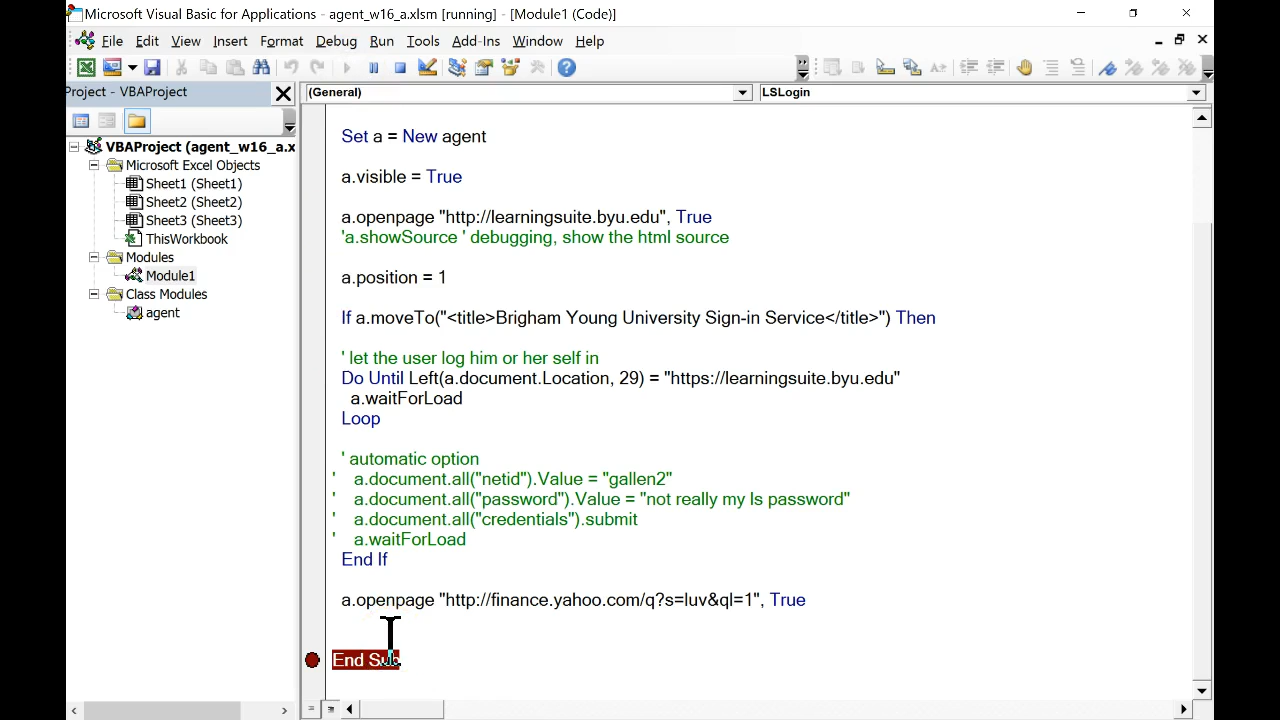 Microsoft Visual Basic for Applications - agent_w16_a.xlsm [running] - [Module1 (Code)]
File Edit View Insert Format Debug Run Tools Add-Ins Window Help
Project - VBAProject
(General)
LSLogin
VBAProject (agent_w16_a.x
Microsoft Excel Objects
Sheet1 (Sheet1)
Sheet2 (Sheet2)
Sheet3 (Sheet3)
ThisWorkbook
Modules
Module1
Class Modules
agent
Set a = New agent
a.visible = True
a.openpage "http://learningsuite.byu.edu", True
'a.showSource ' debugging, show the html source
a.position = 1
If a.moveTo("<title>Brigham Young University Sign-in Service</title>") Then
' let the user log him or her self in
Do Until Left(a.document.Location, 29) = "https://learningsuite.byu.edu"
a.waitForLoad
Loop
' automatic option
' a.document.all("netid").Value = "gallen2"
' a.document.all("password").Value = "not really my ls password"
' a.document.all("credentials").submit
' a.waitForLoad
End If
a.openpage "http://finance.yahoo.com/q?s=luv&ql=1", True
End Sub